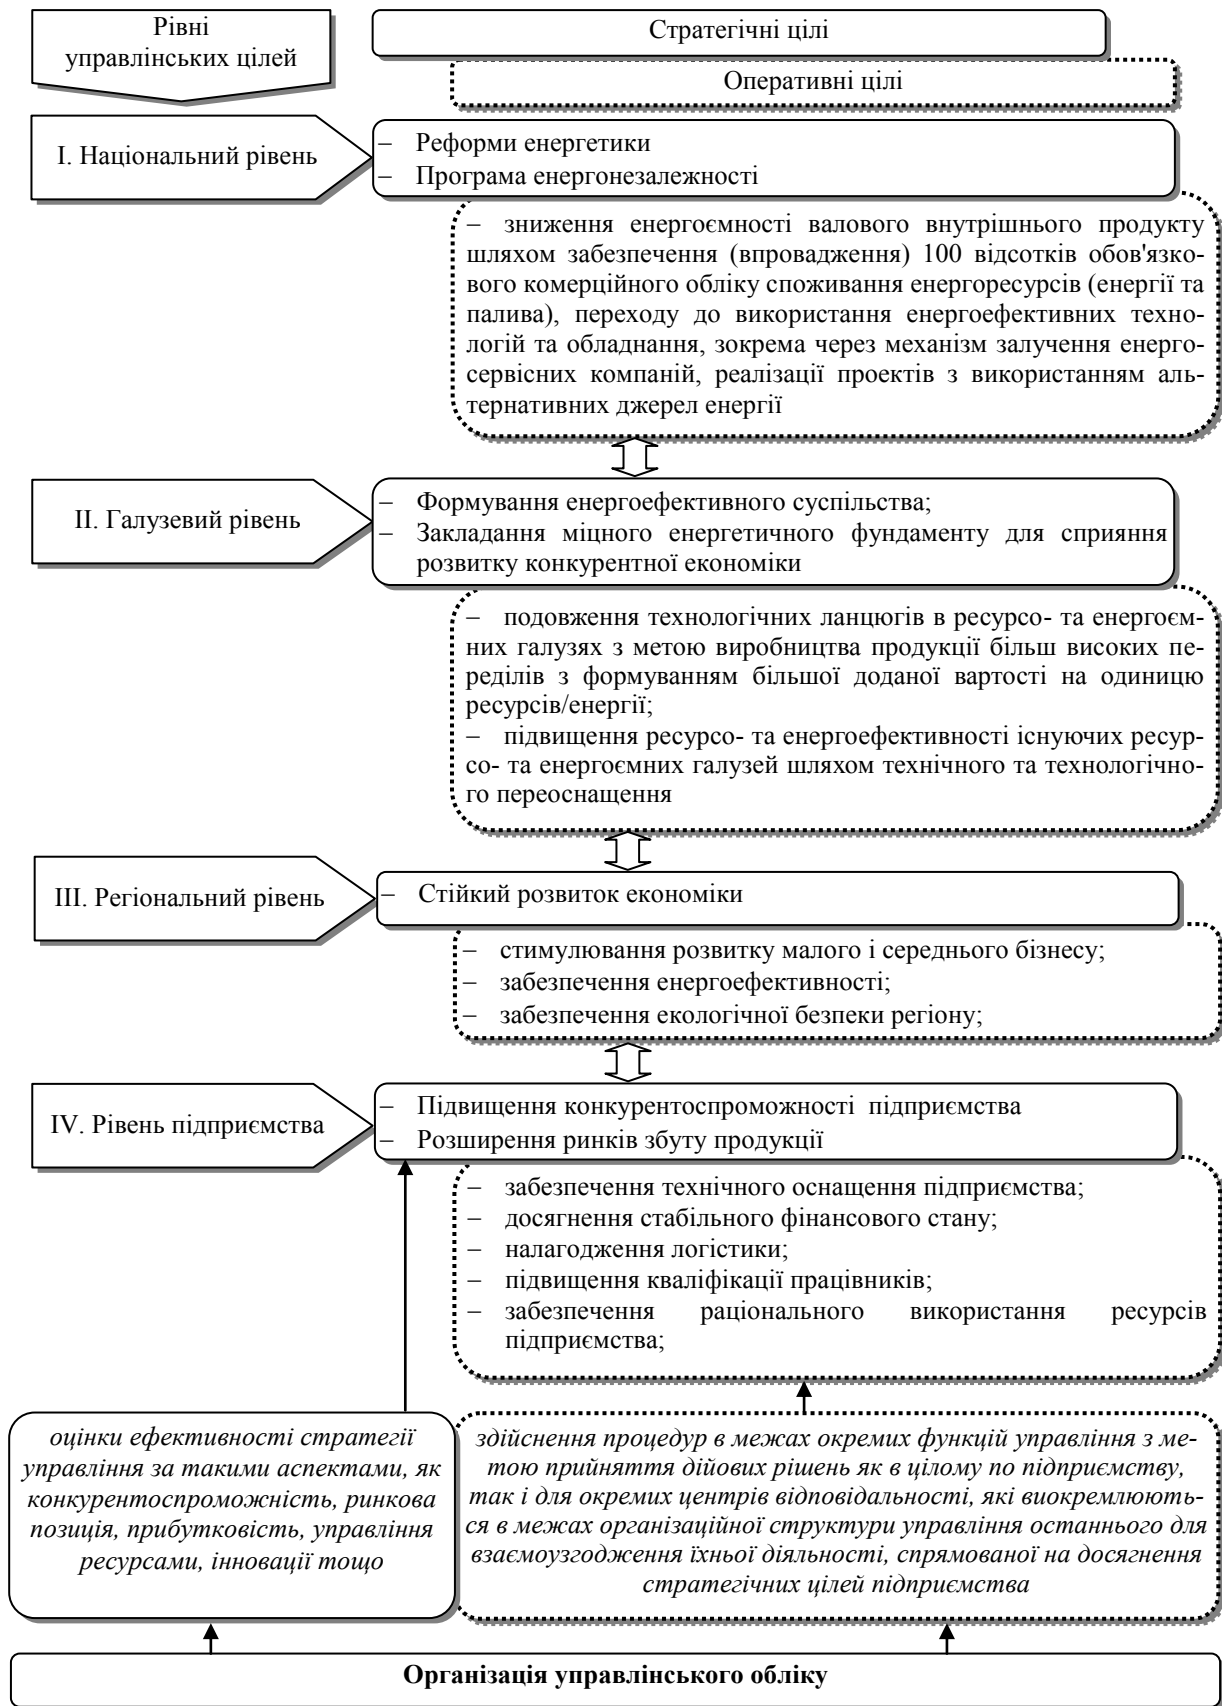 Рівні
управлінських цілей
Стратегічні цілі
Оперативні цілі
І. Національний рівень
– Реформи енергетики
– Програма енергонезалежності
– зниження енергоємності валового внутрішнього продукту
шляхом забезпечення (впровадження) 100 відсотків обов'язко-
вого комерційного обліку споживання енергоресурсів (енергії та
палива), переходу до використання енергоефективних техно-
логій та обладнання, зокрема через механізм залучення енерго-
сервісних компаній, реалізації проектів з використанням аль-
тернативних джерел енергії
ІІ. Галузевий рівень
– Формування енергоефективного суспільства;
– Закладання міцного енергетичного фундаменту для сприяння
розвитку конкурентної економіки
– подовження технологічних ланцюгів в ресурсо- та енергоєм-
них галузях з метою виробництва продукції більш високих пе-
реділів з формуванням більшої доданої вартості на одиницю
ресурсів/енергії;
– підвищення ресурсо- та енергоефективності існуючих ресур-
со- та енергоємних галузей шляхом технічного та технологічно-
го переоснащення
ІІІ. Регіональний рівень
– Стійкий розвиток економіки
– стимулювання розвитку малого і середнього бізнесу;
– забезпечення енергоефективності;
– забезпечення екологічної безпеки регіону;
IV. Рівень підприємства
– Підвищення конкурентоспроможності підприємства
– Розширення ринків збуту продукції
– забезпечення технічного оснащення підприємства;
– досягнення стабільного фінансового стану;
– налагодження логістики;
– підвищення кваліфікації працівників;
– забезпечення раціонального використання ресурсів
підприємства;
оцінки ефективності стратегії
управління за такими аспектами, як
конкурентоспроможність, ринкова
позиція, прибутковість, управління
ресурсами, інновації тощо
здійснення процедур в межах окремих функцій управління з ме-
тою прийняття дійових рішень як в цілому по підприємству,
так і для окремих центрів відповідальності, які виокремлюють-
ся в межах організаційної структури управління останнього для
взаємоузгодження їхньої діяльності, спрямованої на досягнення
стратегічних цілей підприємства
Організація управлінського обліку